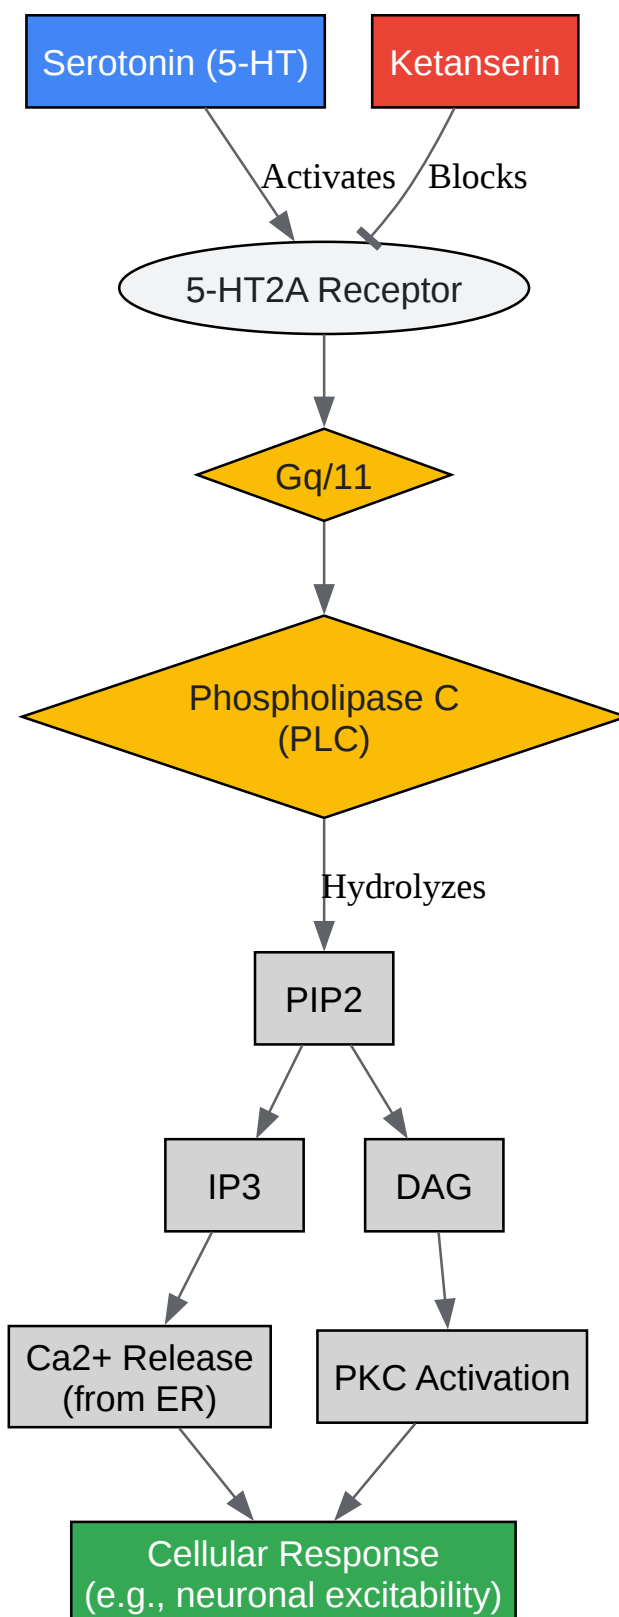 Serotonin (5-HT)
Ketanserin
Activates
Blocks
5-HT2A Receptor
Gq/11
Phospholipase C
(PLC)
Hydrolyzes
PIP2
IP3
DAG
Ca2+ Release
(from ER)
PKC Activation
Cellular Response
(e.g., neuronal excitability)